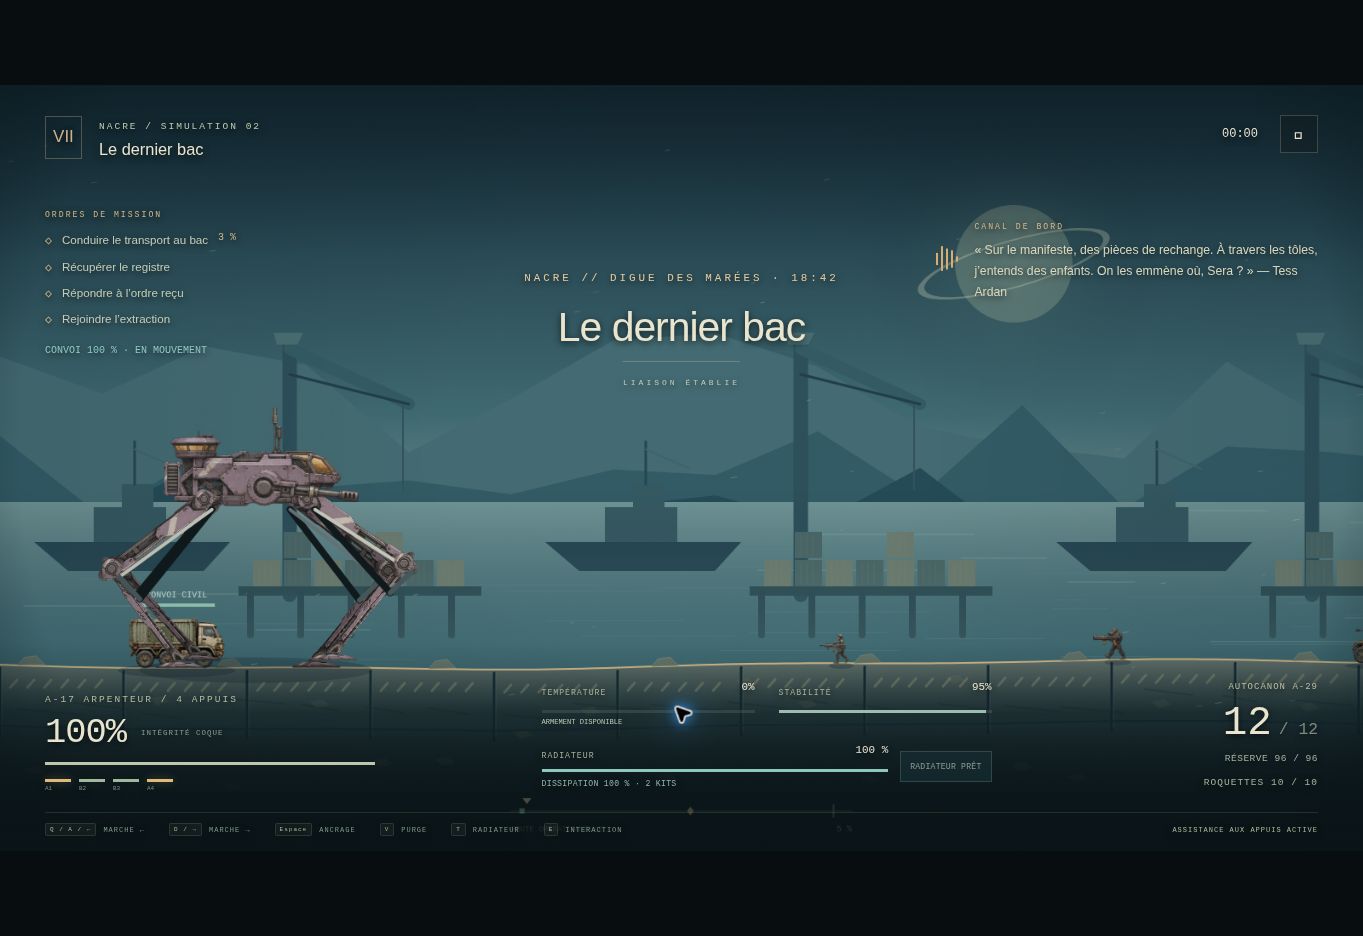 VII
NACRE / SIMULATION 02
Le dernier bac
00:00
ORDRES DE MISSION
Conduire le transport au bac 3 %
Récupérer le registre
Répondre à l'ordre reçu
Rejoindre l'extraction
CONVOI 100 % · EN MOUVEMENT
CANAL DE BORD
« Sur le manifeste, des pièces de rechange. À travers les tôles,
j'entends des enfants. On les emmène où, Sera ? » — Tess
Ardan
NACRE // DIGUE DES MARÉES · 18:42
Le dernier bac
LIAISON ÉTABLIE
ONVOI CIVIL
A-17 ARPENTEUR / 4 APPUIS
100% INTÉGRITÉ COQUE
A1 B2 B3 A4
TEMPÉRATURE 0%
ARMEMENT DISPONIBLE
STABILITÉ 95%
RADIATEUR 100 %
DISSIPATION 100 % · 2 KITS
RADIATEUR PRÊT
AUTOCANON A-29
12 / 12
RÉSERVE 96 / 96
ROQUETTES 10 / 10
5 %
Q / A / ← MARCHE ← D / → MARCHE → Espace ANCRAGE V PURGE T RADIATEUR E INTERACTION
ASSISTANCE AUX APPUIS ACTIVE